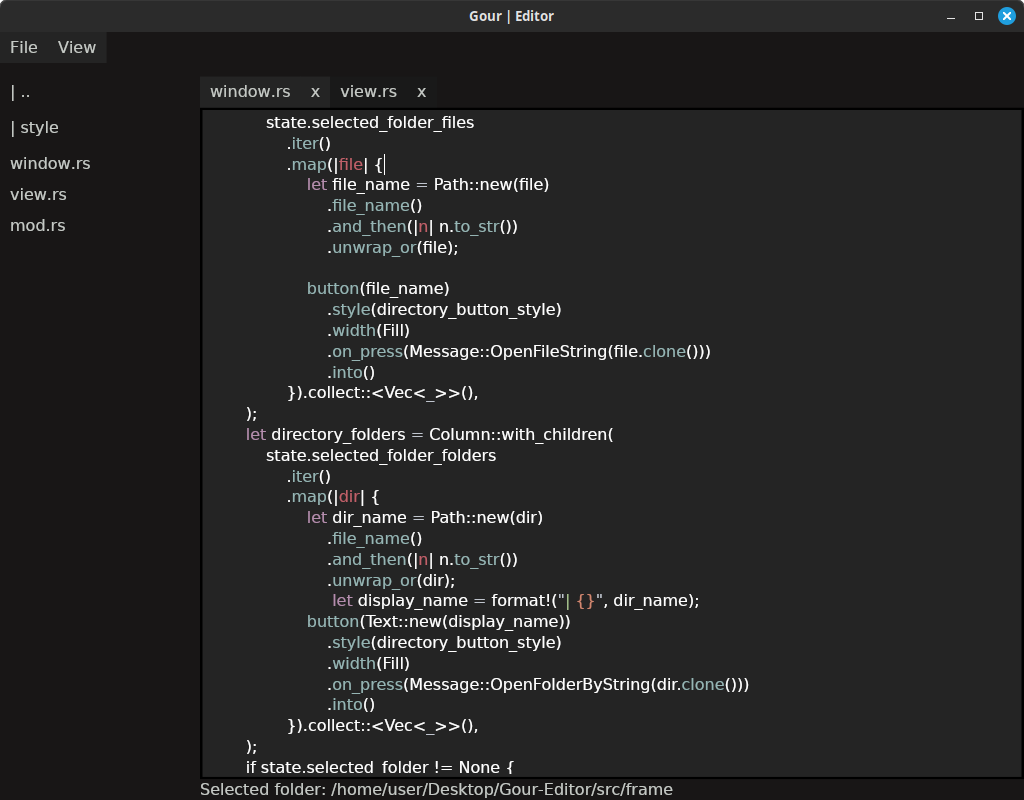 Gour | Editor
File View
| ..
| style
window.rs
view.rs
mod.rs
window.rs x view.rs x
state.selected_folder_files
.iter()
.map(|file| {
let file_name = Path::new(file)
.file_name()
.and_then(|n| n.to_str())
.unwrap_or(file);
button(file_name)
.style(directory_button_style)
.width(Fill)
.on_press(Message::OpenFileString(file.clone()))
.into()
}).collect::<Vec<_>>(),
);
let directory_folders = Column::with_children(
state.selected_folder_folders
.iter()
.map(|dir| {
let dir_name = Path::new(dir)
.file_name()
.and_then(|n| n.to_str())
.unwrap_or(dir);
let display_name = format!("| {}", dir_name);
button(Text::new(display_name))
.style(directory_button_style)
.width(Fill)
.on_press(Message::OpenFolderByString(dir.clone()))
.into()
}).collect::<Vec<_>>(),
);
if state.selected_folder != None {
Selected folder: /home/user/Desktop/Gour-Editor/src/frame